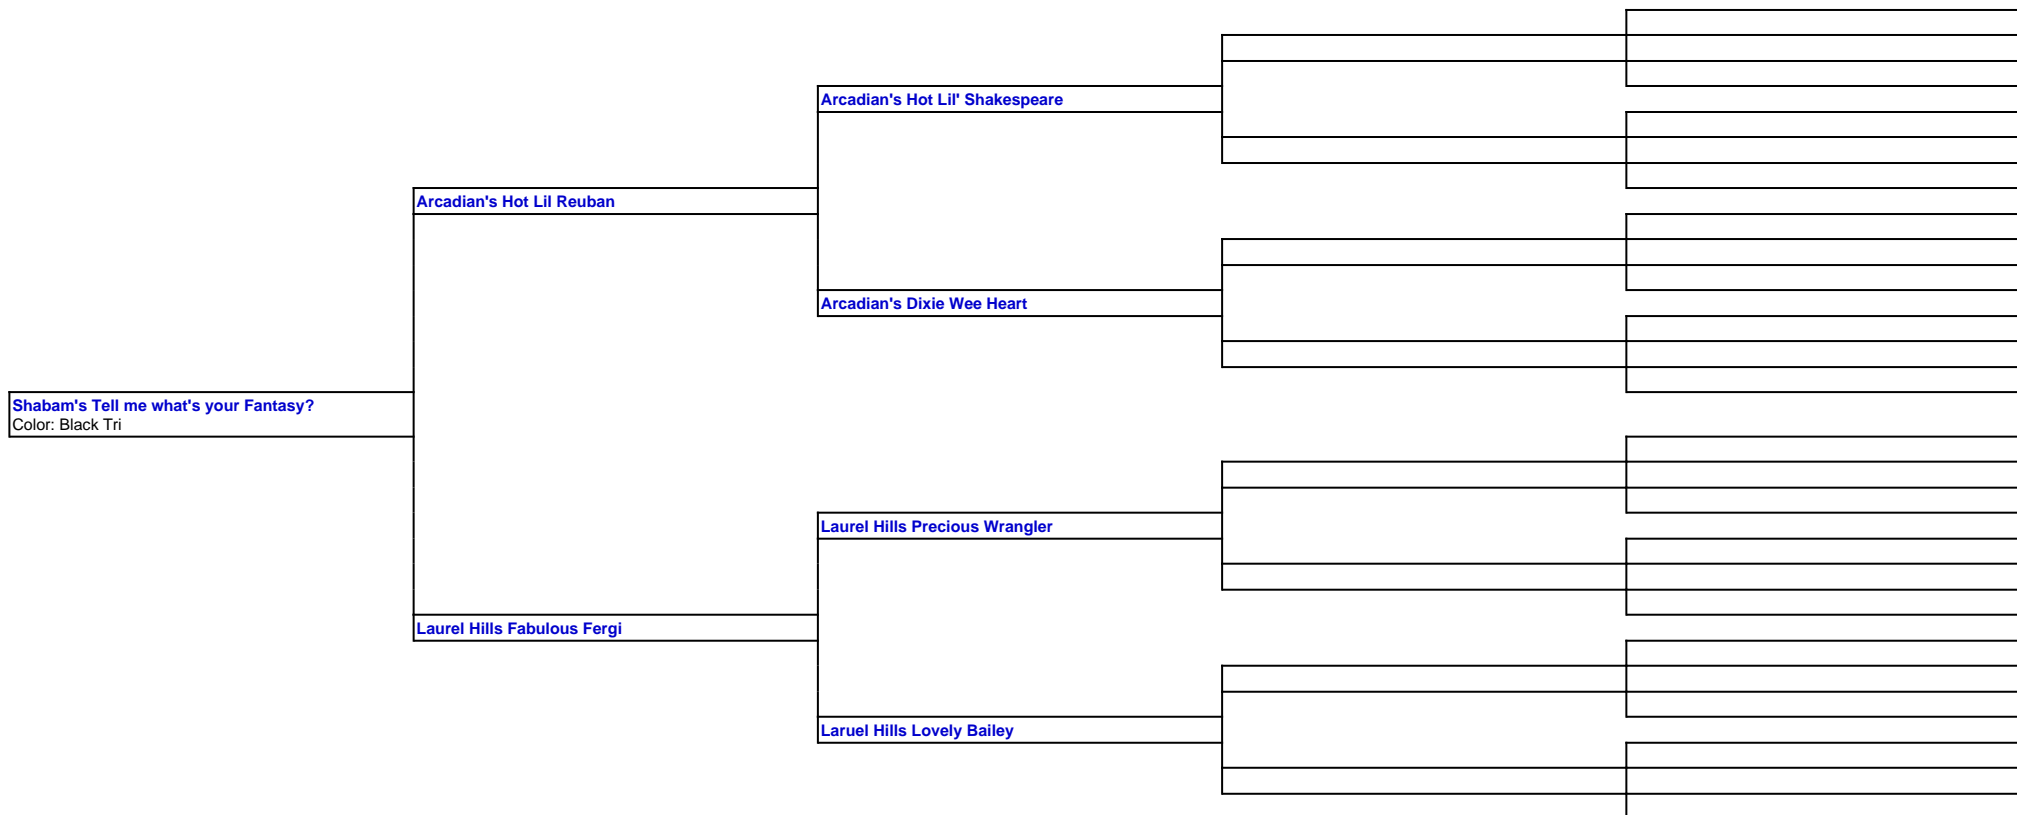 Arcadian's Hot Lil' Shakespeare
Arcadian's Hot Lil Reuban
Arcadian's Dixie Wee Heart
Shabam's Tell me what's your Fantasy?
Color: Black Tri
Laurel Hills Precious Wrangler
Laurel Hills Fabulous Fergi
Laruel Hills Lovely Bailey